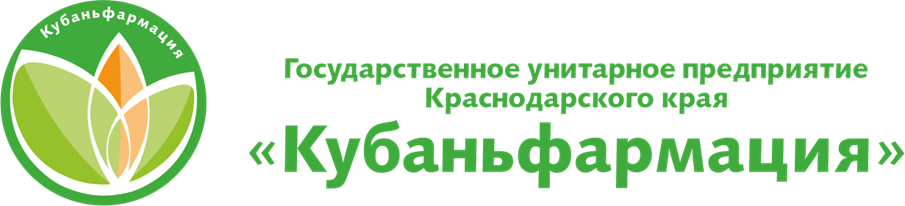 Кубаньфармация
Государственное унитарное предприятие
Краснодарского края
«Кубаньфармация»